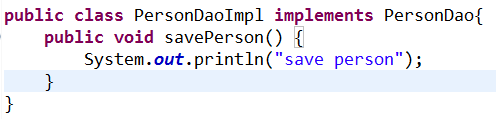 public class PersonDaoImpl implements PersonDao{
    public void savePerson() {
        System.out.println("save person");
    }
}